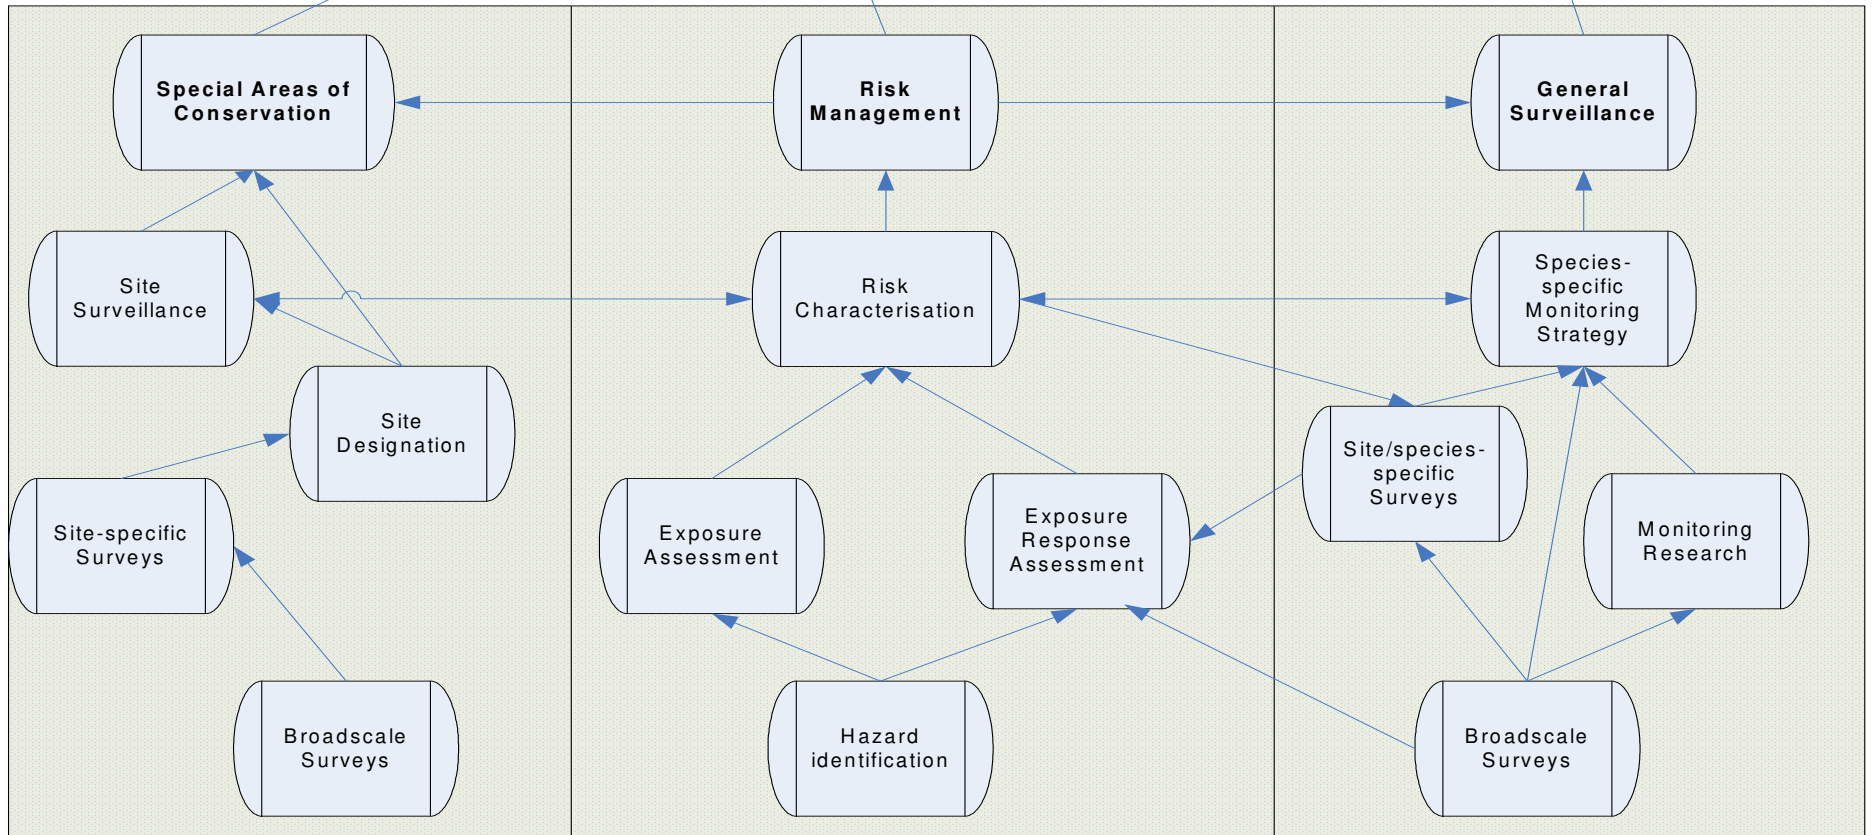 Special Areas of
Conservation
Risk
Management
General
Surveillance
Site
Surveillance
Risk
Characterisation
Species-
specific
Monitoring
Strategy
Site
Designation
Site/species-
specific
Surveys
Site-specific
Surveys
Exposure
Assessment
Exposure
Response
Assessment
Monitoring
Research
Broadscale
Surveys
Hazard
identification
Broadscale
Surveys